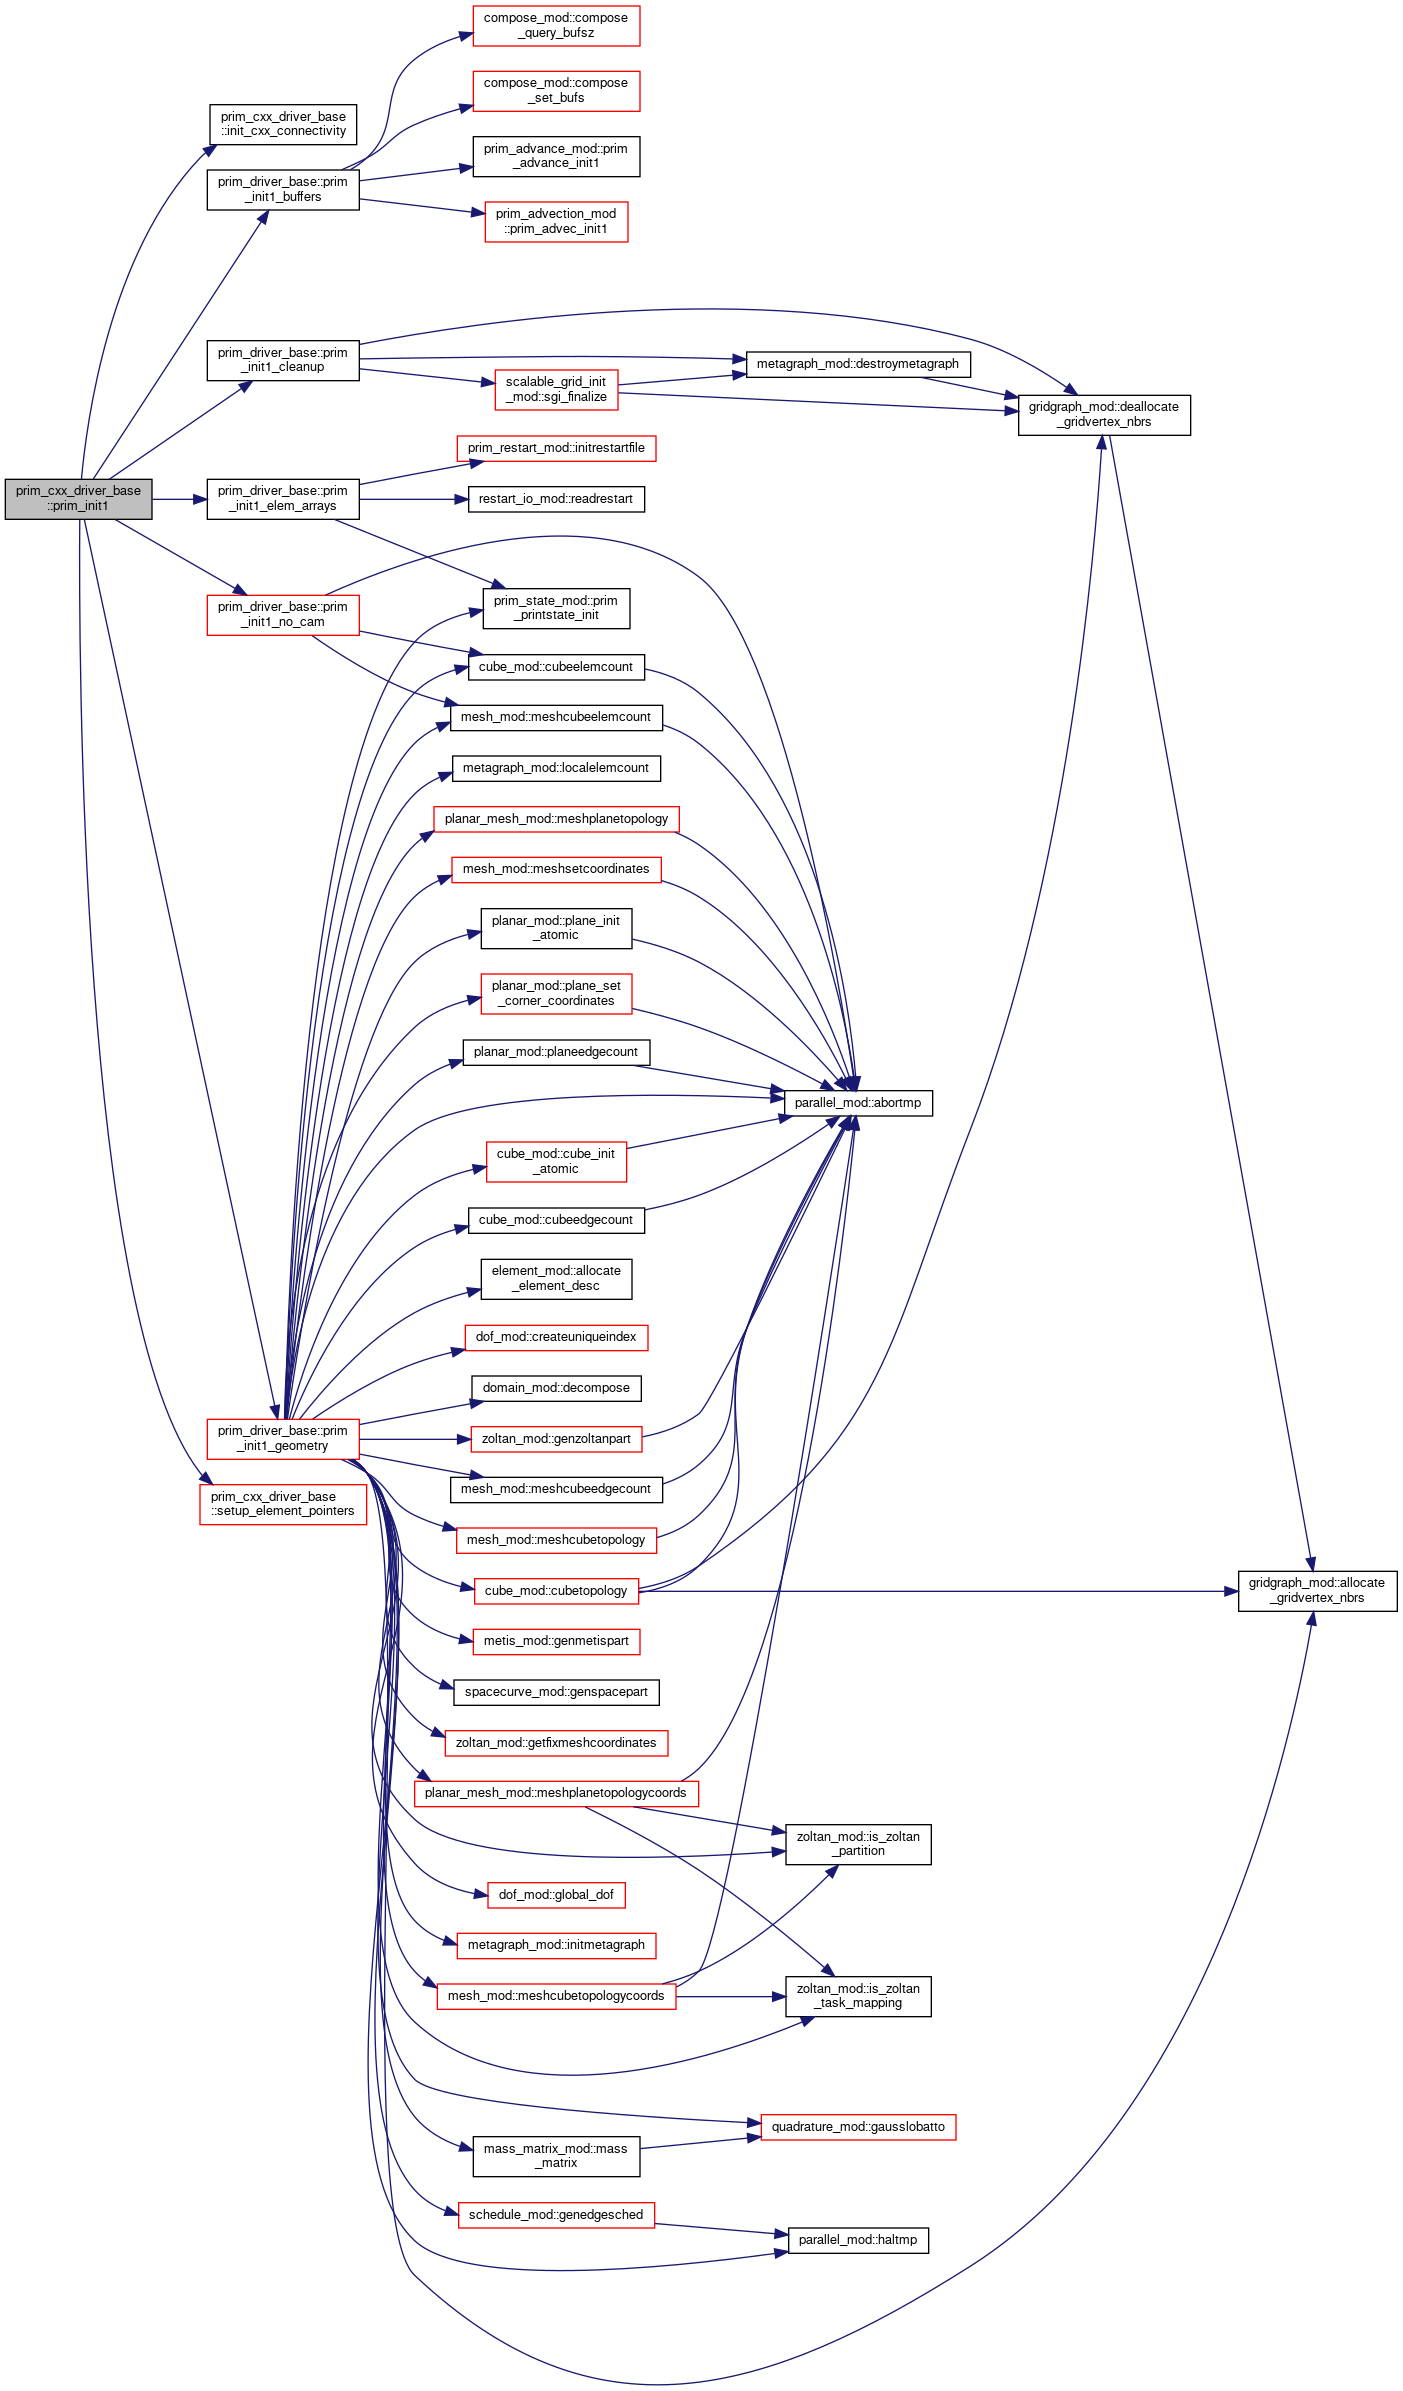 compose_mod::compose
_query_bufsz
compose_mod::compose
_set_bufs
prim_cxx_driver_base
::init_cxx_connectivity
prim_advance_mod::prim
_advance_init1
prim_driver_base::prim
_init1_buffers
prim_advection_mod
::prim_advec_init1
prim_driver_base::prim
_init1_cleanup
metagraph_mod::destroymetagraph
scalable_grid_init
_mod::sgi_finalize
gridgraph_mod::deallocate
_gridvertex_nbrs
prim_restart_mod::initrestartfile
prim_cxx_driver_base
::prim_init1
prim_driver_base::prim
_init1_elem_arrays
restart_io_mod::readrestart
prim_driver_base::prim
_init1_no_cam
prim_state_mod::prim
_printstate_init
cube_mod::cubeelemcount
mesh_mod::meshcubeelemcount
metagraph_mod::localelemcount
planar_mesh_mod::meshplanetopology
mesh_mod::meshsetcoordinates
planar_mod::plane_init
_atomic
planar_mod::plane_set
_corner_coordinates
planar_mod::planeedgecount
parallel_mod::abortmp
cube_mod::cube_init
_atomic
cube_mod::cubeedgecount
element_mod::allocate
_element_desc
dof_mod::createuniqueindex
domain_mod::decompose
prim_driver_base::prim
_init1_geometry
zoltan_mod::genzoltanpart
mesh_mod::meshcubeedgecount
prim_cxx_driver_base
::setup_element_pointers
mesh_mod::meshcubetopology
cube_mod::cubetopology
gridgraph_mod::allocate
_gridvertex_nbrs
metis_mod::genmetispart
spacecurve_mod::genspacepart
zoltan_mod::getfixmeshcoordinates
planar_mesh_mod::meshplanetopologycoords
zoltan_mod::is_zoltan
_partition
dof_mod::global_dof
metagraph_mod::initmetagraph
mesh_mod::meshcubetopologycoords
zoltan_mod::is_zoltan
_task_mapping
quadrature_mod::gausslobatto
mass_matrix_mod::mass
_matrix
schedule_mod::genedgesched
parallel_mod::haltmp